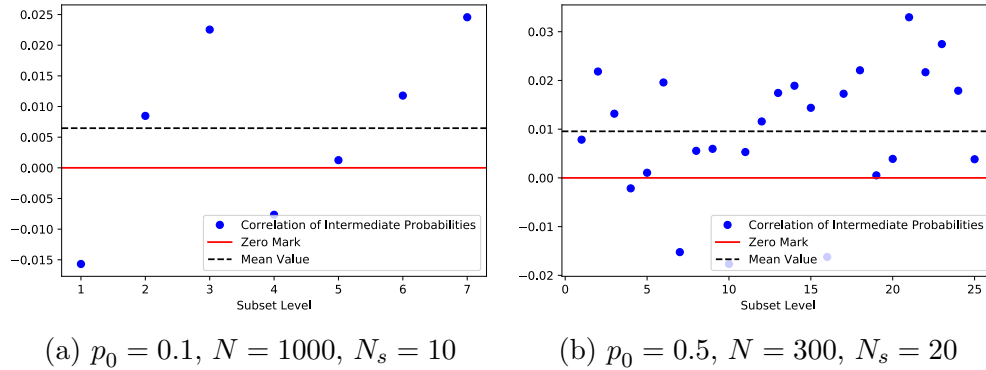 0.025
0.020
0.015
0.010
0.005
0.000
−0.005
−0.010
−0.015
Correlation of Intermediate Probabilities
Zero Mark
Mean Value
1 2 3 4 5 6 7
Subset Level
(a) p₀ = 0.1, N = 1000, Nₛ = 10
0.03
0.02
0.01
0.00
−0.01
−0.02
Correlation of Intermediate Probabilities
Zero Mark
Mean Value
0 5 10 15 20 25
Subset Level
(b) p₀ = 0.5, N = 300, Nₛ = 20